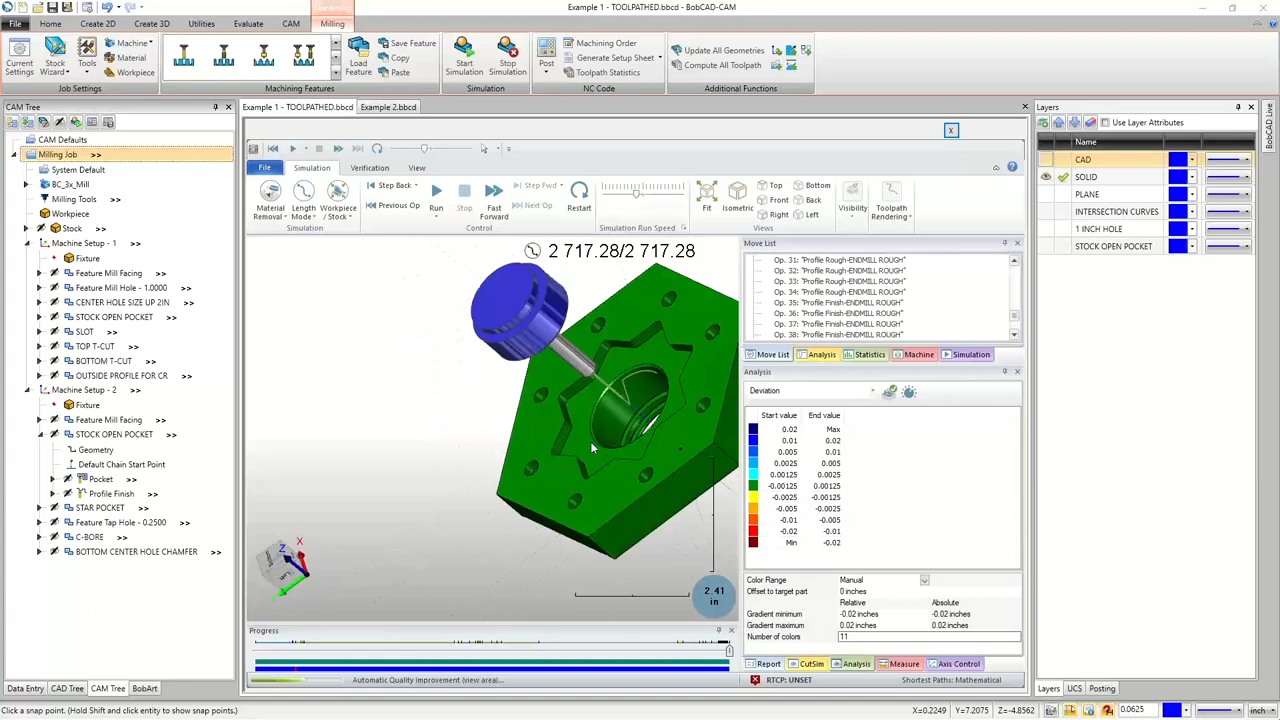 Example 1 - TOOLPATHED.bbcd - BobCAD-CAM
File Home Create 2D Create 3D Utilities Evaluate CAM Milling
Current Settings
Stock Wizard
Tools
Machine
Material
Workpiece
Job Settings
Machining Features
Load Feature
Save Feature
Copy
Paste
Start Simulation
Stop Simulation
Simulation
Post
Machining Order
Generate Setup Sheet
Toolpath Statistics
NC Code
Update All Geometries
Compute All Toolpath
Additional Functions
CAM Tree
CAM Defaults
Milling Job >>
System Default
BC_3x_Mill
Milling Tools >>
Workpiece
Stock >>
Machine Setup - 1 >>
Fixture
Feature Mill Facing >>
Feature Mill Hole - 1.0000 >>
CENTER HOLE SIZE UP 2IN >>
STOCK OPEN POCKET >>
SLOT >>
TOP T-CUT >>
BOTTOM T-CUT >>
OUTSIDE PROFILE FOR CR >>
Machine Setup - 2 >>
Fixture
Feature Mill Facing >>
STOCK OPEN POCKET >>
Geometry
Default Chain Start Point
Pocket >>
Profile Finish >>
STAR POCKET >>
Feature Tap Hole - 0.2500 >>
C-BORE >>
BOTTOM CENTER HOLE CHAMFER >>
Data Entry CAD Tree CAM Tree BobArt
Example 1 - TOOLPATHED.bbcd Example 2.bbcd
x
File Simulation Verification View
Material Removal
Length Mode
Workpiece / Stock
Simulation
Step Back
Previous Op
Run
Stop
Fast Forward
Step Fwd
Next Op
Restart
Control
Simulation Run Speed
Fit
Isometric
Top Bottom
Front Back
Right Left
Views
Visibility
Toolpath Rendering
2 717.28/2 717.28
2.41 in
Z
X
Progress
Automatic Quality Improvement (view area)...
Move List
Op. 31: "Profile Rough-ENDMILL ROUGH"
Op. 32: "Profile Rough-ENDMILL ROUGH"
Op. 33: "Profile Rough-ENDMILL ROUGH"
Op. 34: "Profile Rough-ENDMILL ROUGH"
Op. 35: "Profile Finish-ENDMILL ROUGH"
Op. 36: "Profile Finish-ENDMILL ROUGH"
Op. 37: "Profile Finish-ENDMILL ROUGH"
Op. 38: "Profile Finish-ENDMILL ROUGH"
Move List Analysis Statistics Machine Simulation
Analysis
Deviation
Start value End value
0.02 Max
0.01 0.02
0.005 0.01
0.0025 0.005
0.00125 0.0025
-0.00125 0.00125
-0.0025 -0.00125
-0.005 -0.0025
-0.01 -0.005
-0.02 -0.01
Min -0.02
Color Range Manual
Offset to target part 0 inches
Relative Absolute
Gradient minimum -0.02 inches -0.02 inches
Gradient maximum 0.02 inches 0.02 inches
Number of colors 11
Report CutSim Analysis Measure Axis Control
RTCP: UNSET Shortest Paths: Mathematical
Layers
Use Layer Attributes
Name
CAD
SOLID
PLANE
INTERSECTION CURVES
1 INCH HOLE
STOCK OPEN POCKET
BobCAD Live
Layers UCS Posting
Click a snap point. (Hold Shift and click entity to show snap points.)
X=0.2249 Y=7.2075 Z=-4.8562 0.0625 inch